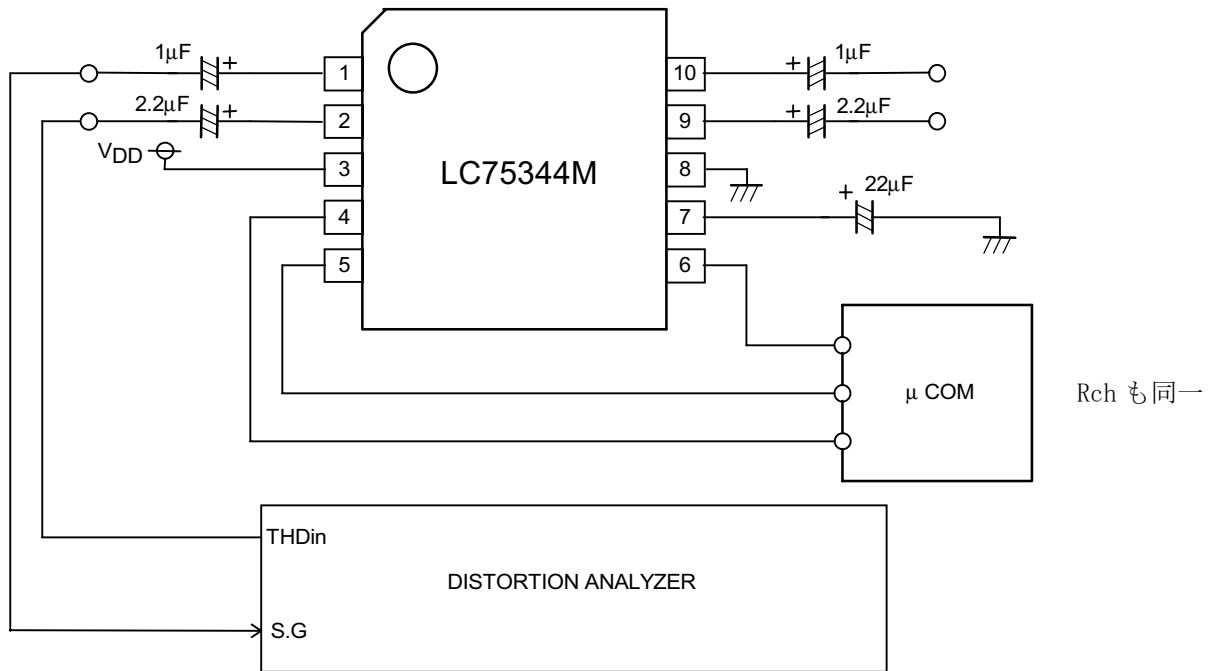 1μF
+
1
2.2μF
+
2
VDD
3
4
5
LC75344M
10
+
1μF
9
+
2.2μF
8
7
+
22μF
6
μ COM
Rch も同一
THDin
DISTORTION ANALYZER
S.G